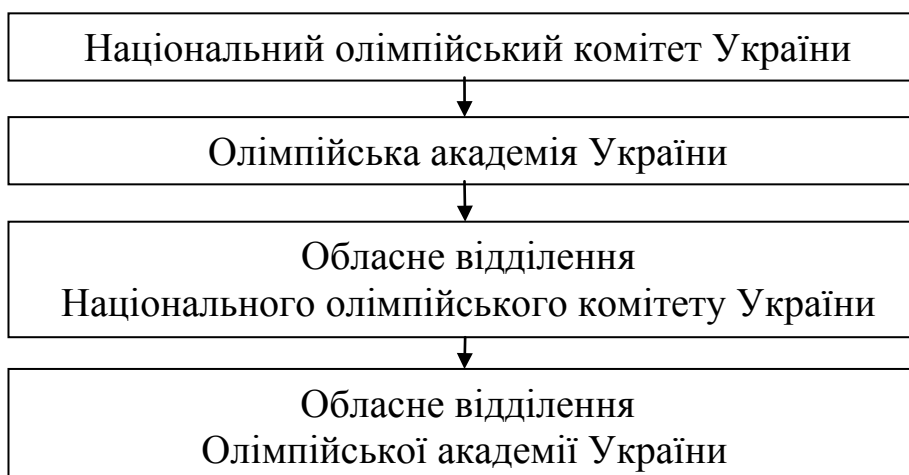 Національний олімпійський комітет України
Олімпійська академія України
Обласне відділення
Національного олімпійського комітету України
Обласне відділення
Олімпійської академії України